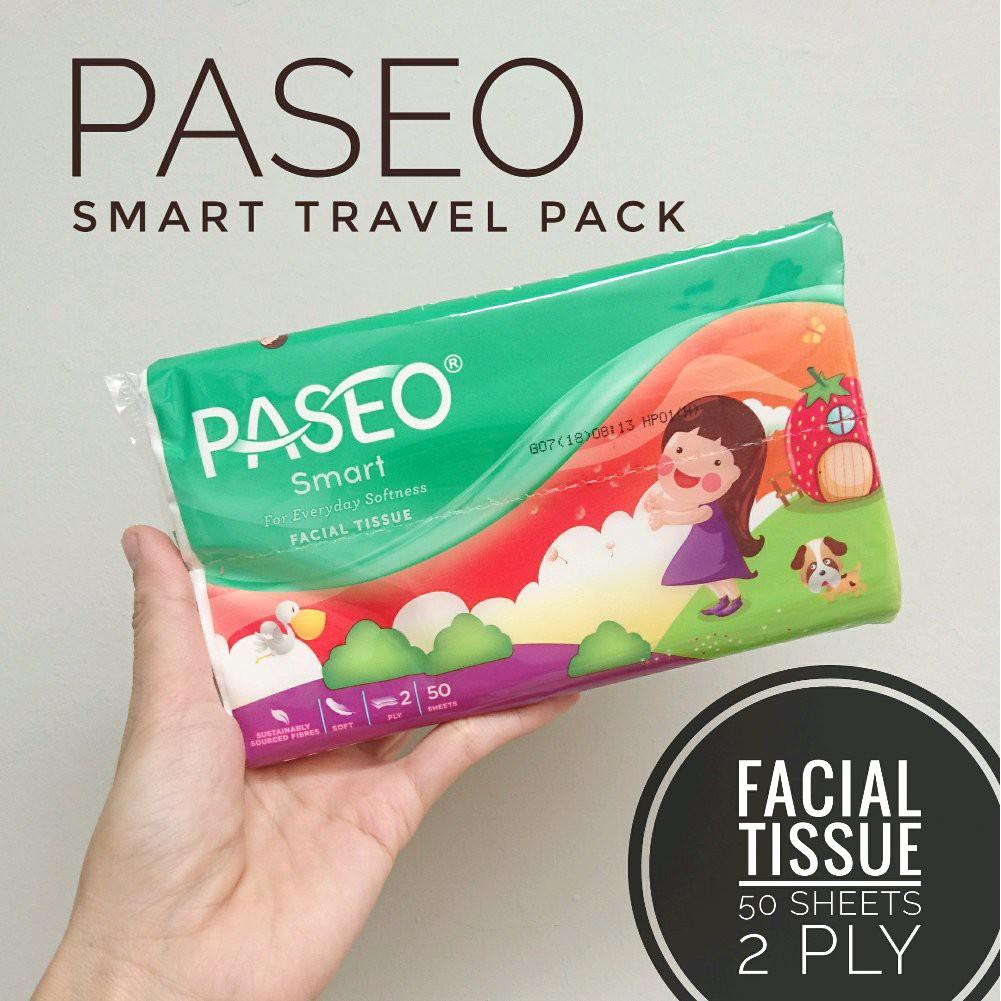 PASEO
SMART TRAVEL PACK
PASEO®
Smart
For Everyday Softness
FACIAL TISSUE
G07(18)08:13 HP01(H)
SUSTAINABLY
SOURCED FIBRES
SOFT
2
PLY
50
SHEETS
FACIAL
TISSUE
50 SHEETS
2 PLY